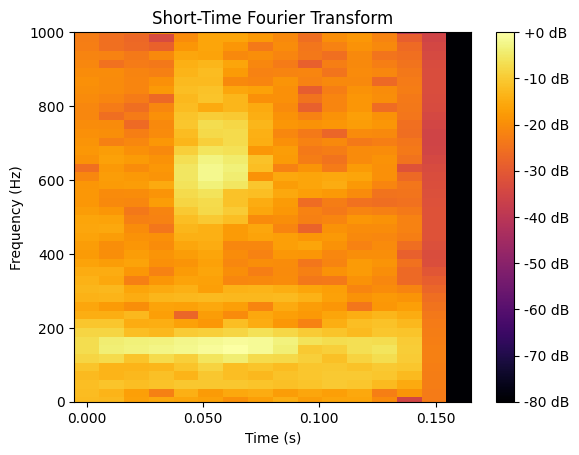 Short-Time Fourier Transform
1000
800
600
400
200
0
Frequency (Hz)
0.000
0.050
0.100
0.150
Time (s)
+0 dB
-10 dB
-20 dB
-30 dB
-40 dB
-50 dB
-60 dB
-70 dB
-80 dB